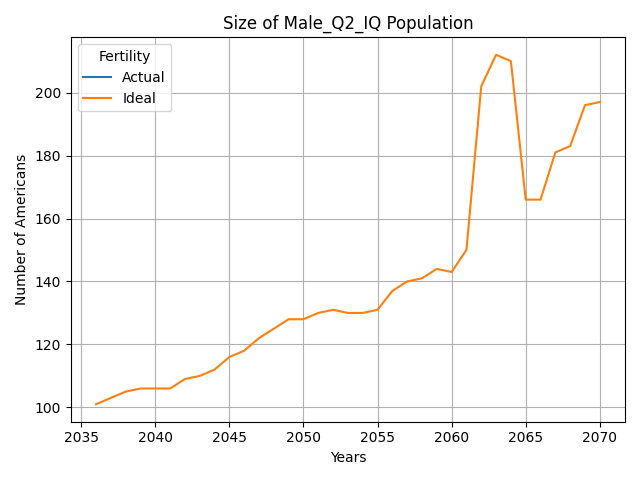 Size of Male_Q2_IQ Population
Fertility
Actual
Ideal
Number of Americans
200
180
160
140
120
100
2035 2040 2045 2050 2055 2060 2065 2070
Years